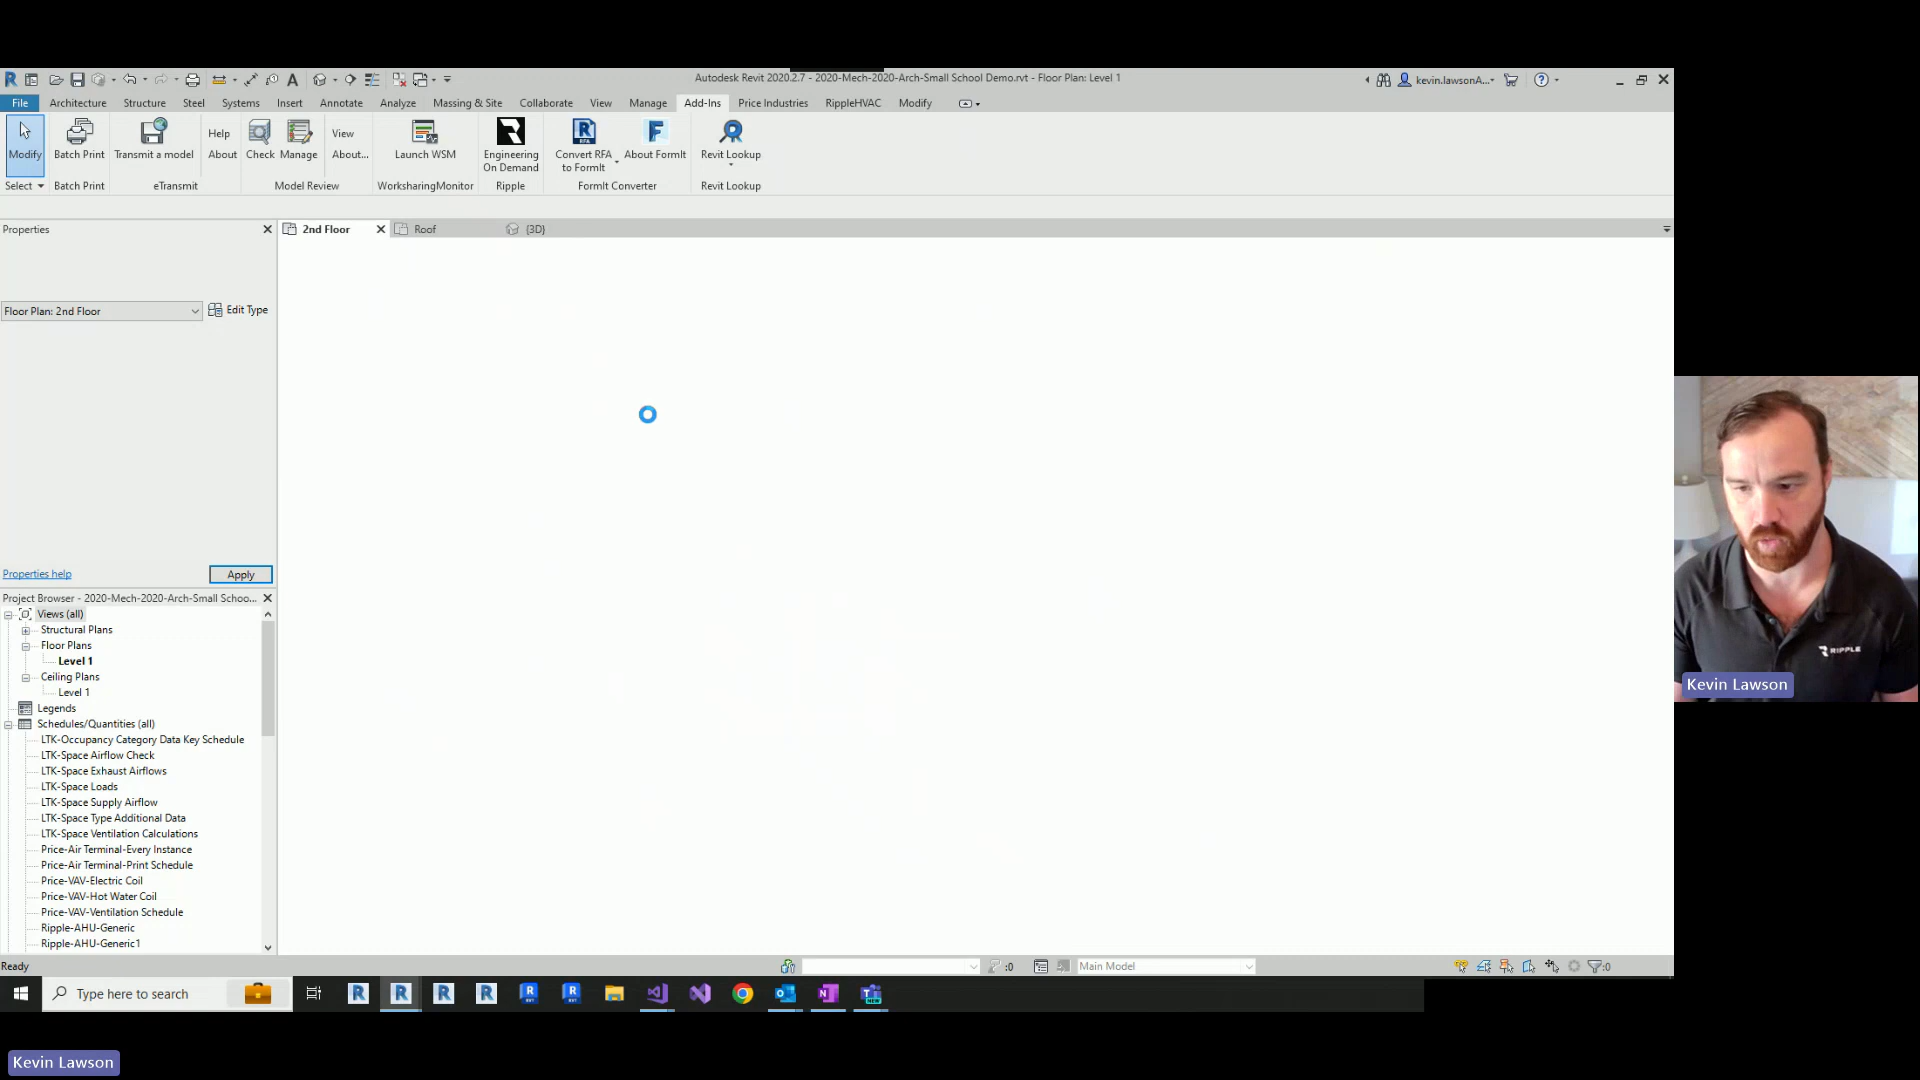 Autodesk Revit 2020.2.7 - 2020-Mech-2020-Arch-Small School Demo.rvt - Floor Plan: Level 1
kevin.lawsonA...
File Architecture Structure Steel Systems Insert Annotate Analyze Massing & Site Collaborate View Manage Add-Ins Price Industries RippleHVAC Modify
Modify Batch Print Transmit a model Help About Check Manage View About... Launch WSM Engineering On Demand Convert RFA to FormIt About FormIt Revit Lookup
Select Batch Print eTransmit Model Review WorksharingMonitor Ripple FormIt Converter Revit Lookup
Properties
2nd Floor
Roof
{3D}
Floor Plan: 2nd Floor
Edit Type
Properties help
Apply
Project Browser - 2020-Mech-2020-Arch-Small Schoo...
Views (all)
Structural Plans
Floor Plans
Level 1
Ceiling Plans
Level 1
Legends
Schedules/Quantities (all)
LTK-Occupancy Category Data Key Schedule
LTK-Space Airflow Check
LTK-Space Exhaust Airflows
LTK-Space Loads
LTK-Space Supply Airflow
LTK-Space Type Additional Data
LTK-Space Ventilation Calculations
Price-Air Terminal-Every Instance
Price-Air Terminal-Print Schedule
Price-VAV-Electric Coil
Price-VAV-Hot Water Coil
Price-VAV-Ventilation Schedule
Ripple-AHU-Generic
Ripple-AHU-Generic1
Ready
:0
Main Model
:0
Type here to search
RIPPLE
Kevin Lawson
Kevin Lawson